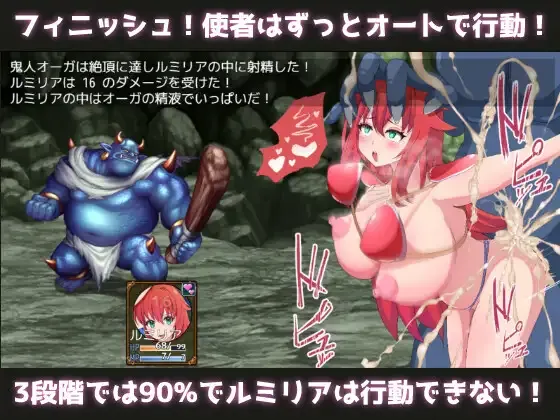 フィニッシュ！使者はずっとオートで行動！
鬼人オーガは絶頂に達しルミリアの中に射精した！
ルミリアは 16 のダメージを受けた！
ルミリアの中はオーガの精液でいっぱいだ！
ルミリア
HP 68/ 99
MP 7/ 7
3段階では90%でルミリアは行動できない！